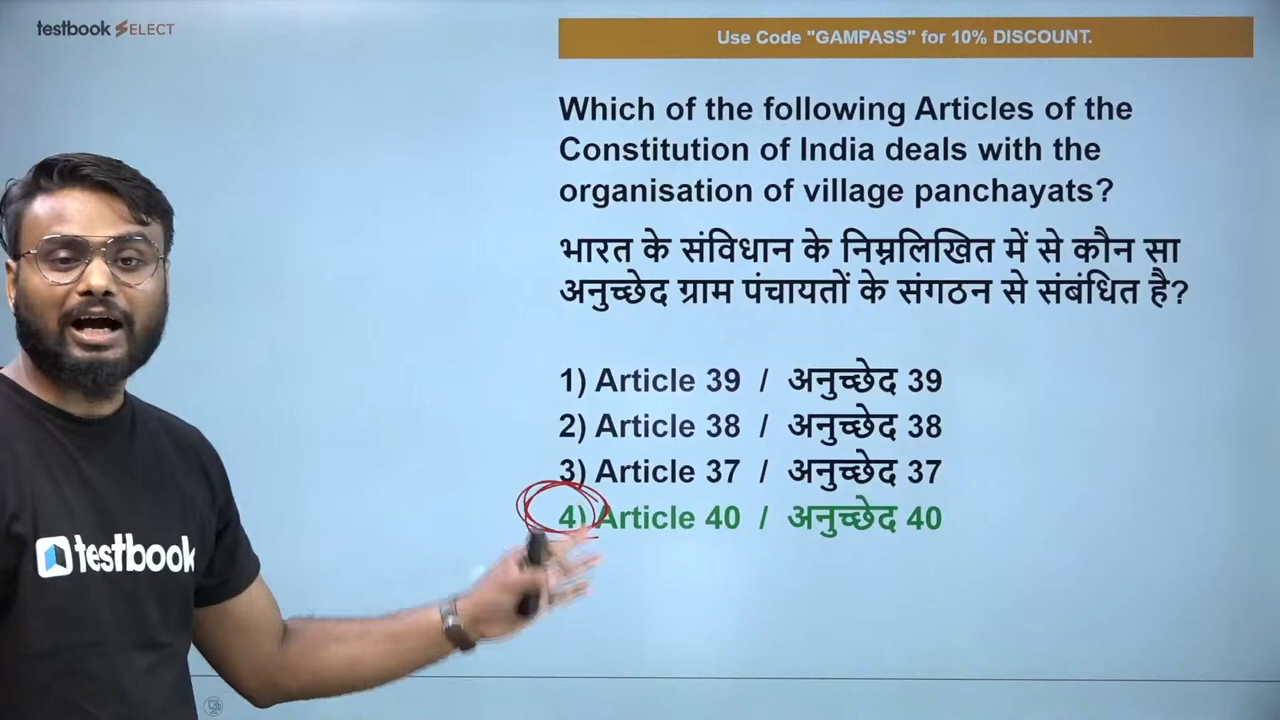 testbook SELECT
Use Code "GAMPASS" for 10% DISCOUNT.
Which of the following Articles of the
Constitution of India deals with the
organisation of village panchayats?
भारत के संविधान के निम्नलिखित में से कौन सा
अनुच्छेद ग्राम पंचायतों के संगठन से संबंधित है?
1) Article 39 / अनुच्छेद 39
2) Article 38 / अनुच्छेद 38
3) Article 37 / अनुच्छेद 37
4) Article 40 / अनुच्छेद 40
testbook